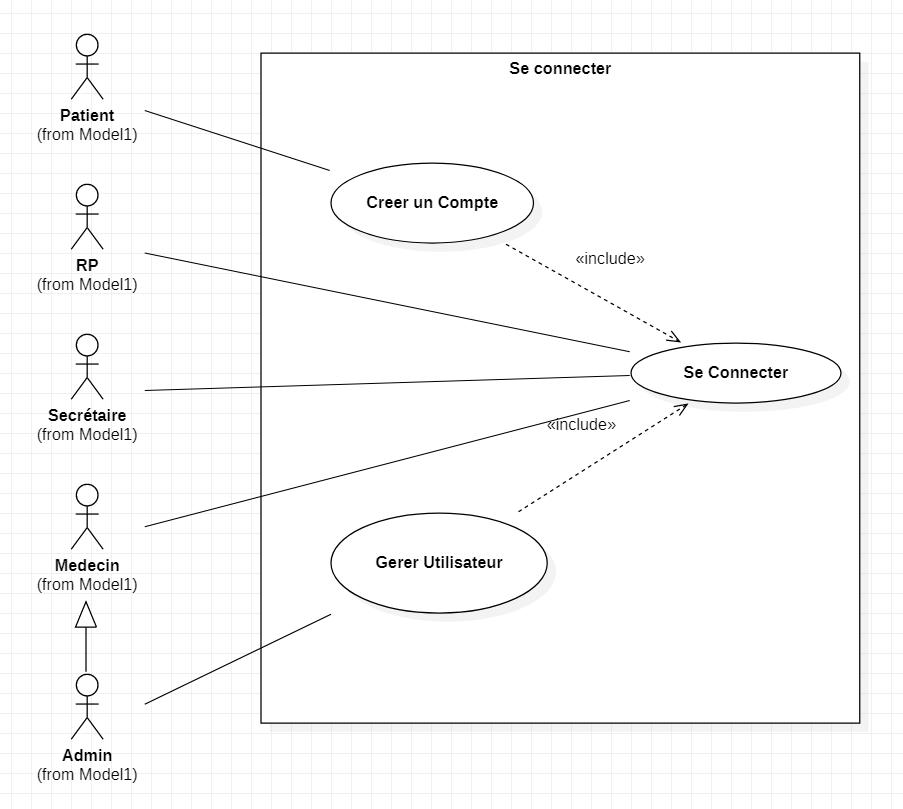 Se connecter
Patient
(from Model1)
Creer un Compte
RP
(from Model1)
«include»
Se Connecter
Secrétaire
(from Model1)
«include»
Medecin
(from Model1)
Gerer Utilisateur
Admin
(from Model1)